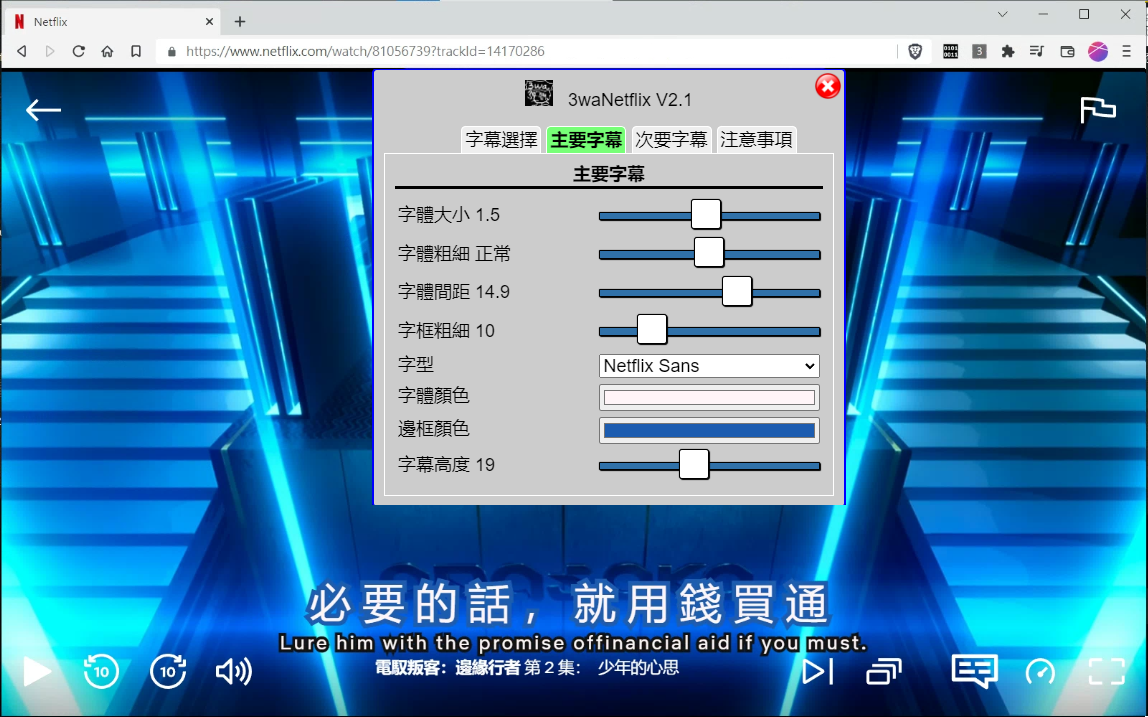 Netflix
https://www.netflix.com/watch/81056739?trackId=14170286
3
3waNetflix V2.1
字幕選擇 主要字幕 次要字幕 注意事項
主要字幕
字體大小 1.5
字體粗細 正常
字體間距 14.9
字框粗細 10
字型 Netflix Sans
字體顏色
邊框顏色
字幕高度 19
必要的話，就用錢買通
Lure him with the promise offinancial aid if you must.
10 10 電馭叛客：邊緣行者 第 2 集： 少年的心思